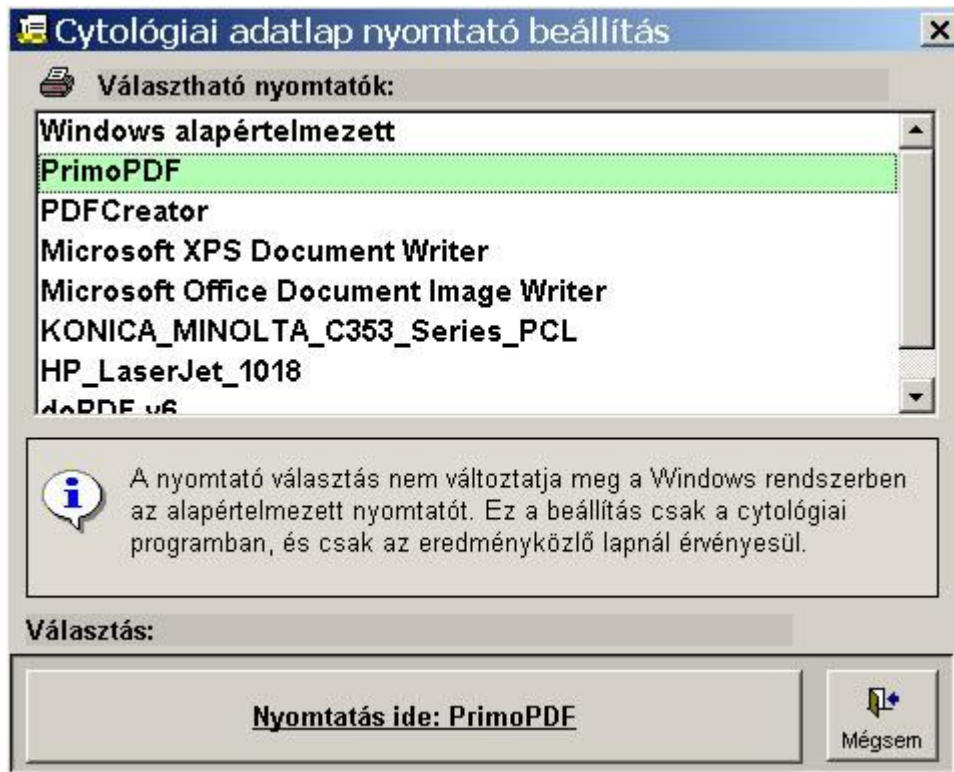 Cytológiai adatlap nyomtató beállítás
Választható nyomtatók:
Windows alapértelmezett
PrimoPDF
PDFCreator
Microsoft XPS Document Writer
Microsoft Office Document Image Writer
KONICA_MINOLTA_C353_Series_PCL
HP_LaserJet_1018
doPDF v6
A nyomtató választás nem változtatja meg a Windows rendszerben
az alapértelmezett nyomtatót. Ez a beállítás csak a cytológiai
programban, és csak az eredményközlő lapnál érvényesül.
Választás:
Nyomtatás ide: PrimoPDF
Mégsem